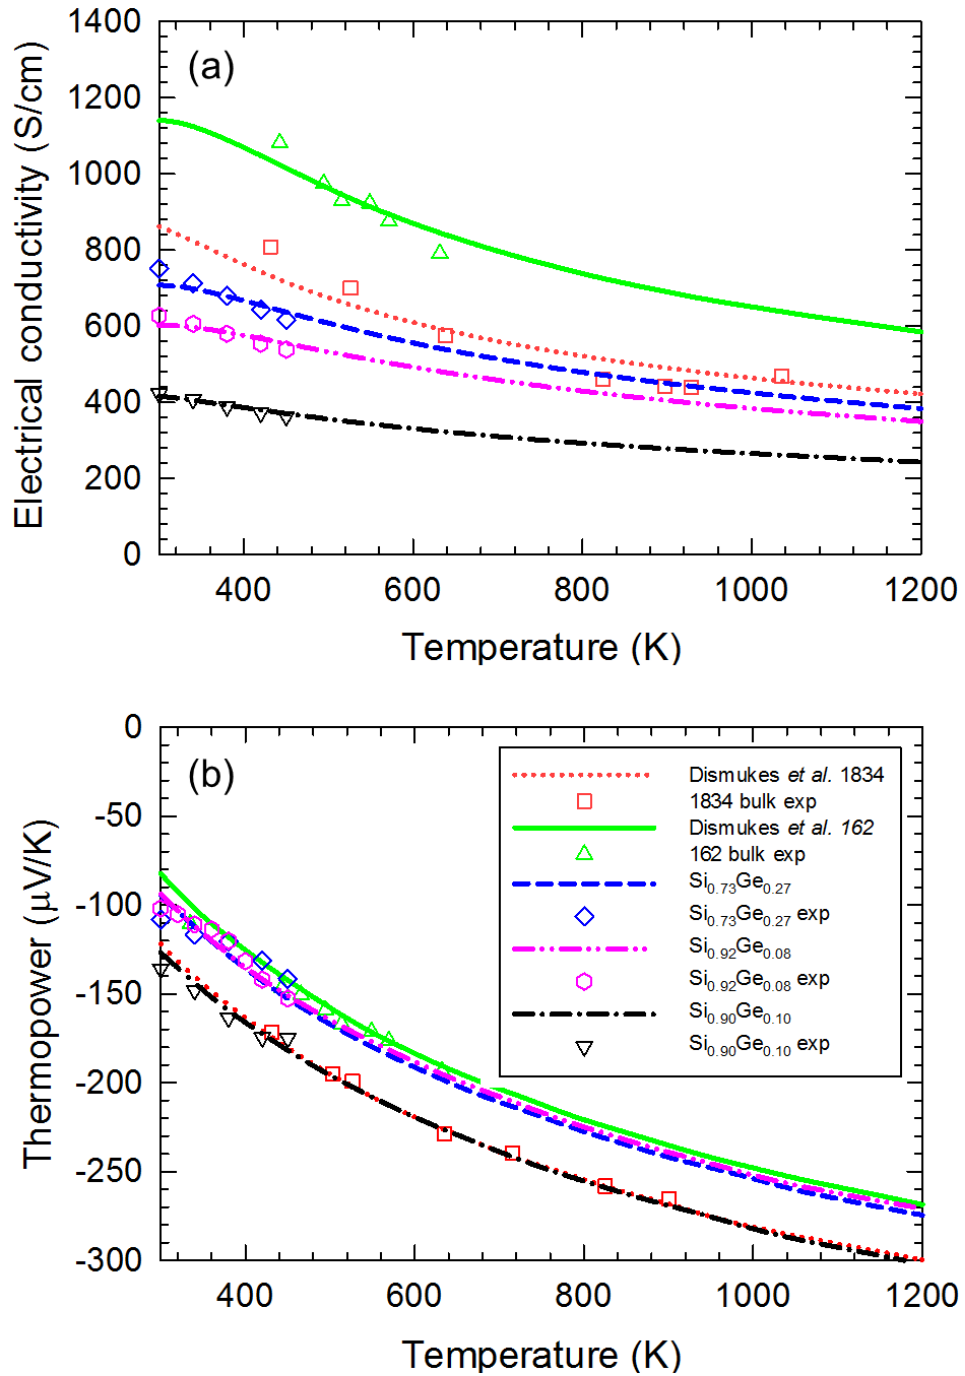 (a)
Electrical conductivity (S/cm)
1400
1200
1000
800
600
400
200
0
400 600 800 1000 1200
Temperature (K)
(b)
Thermopower (μV/K)
0
-50
-100
-150
-200
-250
-300
Dismukes et al. 1834
1834 bulk exp
Dismukes et al. 162
162 bulk exp
Si0.73Ge0.27
Si0.73Ge0.27 exp
Si0.92Ge0.08
Si0.92Ge0.08 exp
Si0.90Ge0.10
Si0.90Ge0.10 exp
400 600 800 1000 1200
Temperature (K)